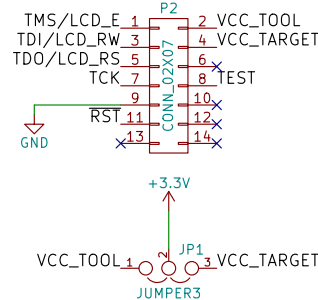 P2
TMS/LCD_E 1 2 VCC_TOOL
TDI/LCD_RW 3 4 VCC_TARGET
TDO/LCD_RS 5 6
TCK 7 8 TEST
9 10
RST 11 12
13 14
CONN_02X07
GND
+3.3V
JP1
VCC_TOOL 1 2 3 VCC_TARGET
JUMPER3